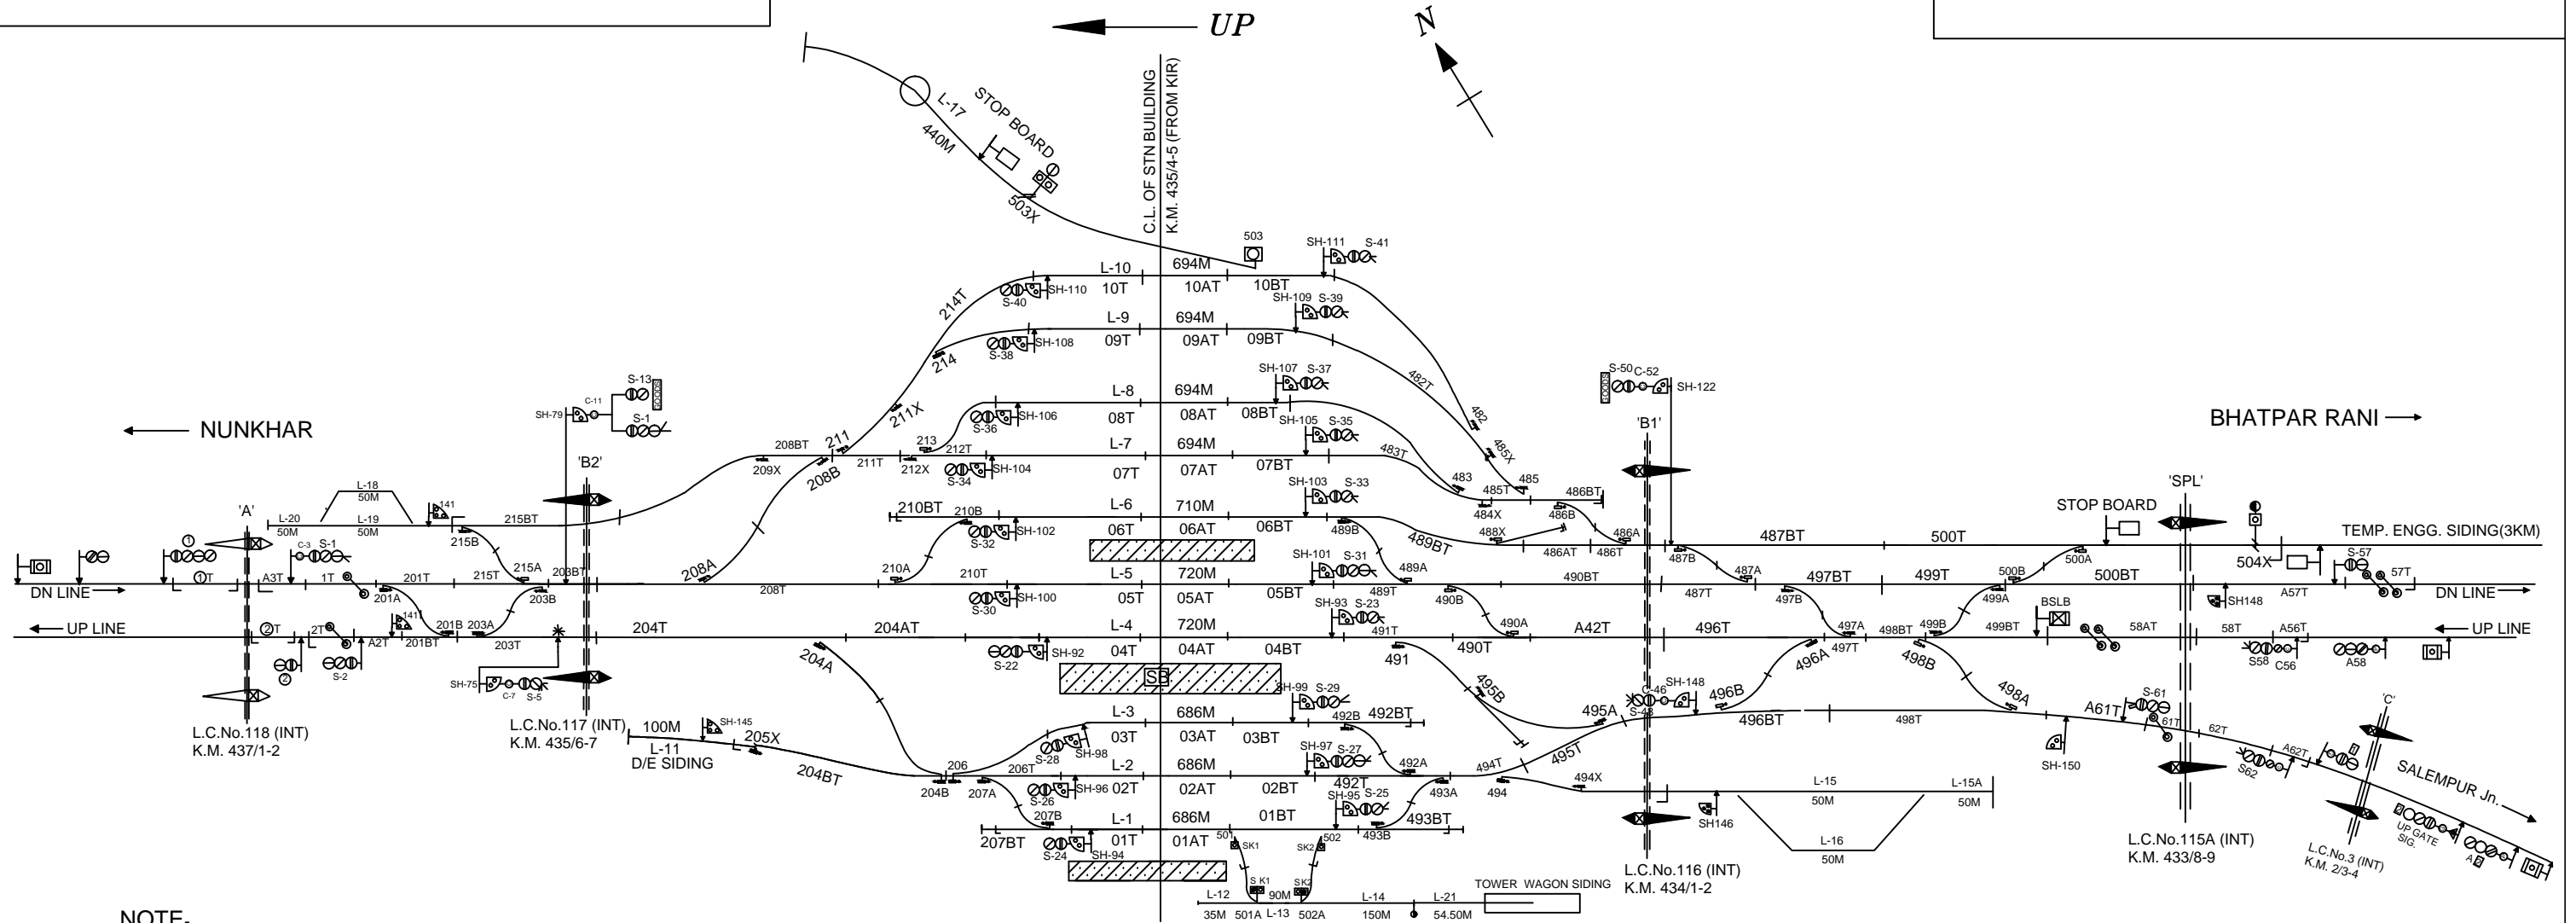 UP
N
C.L. OF STN BUILDING
K.M. 435/4-5 (FROM KIR)
L-17
440M
STOP BOARD
503X
503
SH-111 S-41
L-10 694M
10T 10AT 10BT
S-40 SH-110
214T
SH-109 S-39
L-9 694M
09T 09AT 09BT
S-38 SH-108
214
482T
482
SH-107 S-37
L-8 694M
08T 08AT 08BT
S-36 SH-106
211X
211
SH-105 S-35
L-7 694M
07T 07AT 07BT
S-34 SH-104
208BT
209X
208B
211T
212X
213
212T
483T
483
485X
485T
485
484X
486BT
486B
SH-103 S-33
L-6 710M
06T 06AT 06BT
S-32 SH-102
210BT
210B
489B
489BT
488X
486AT
486T
486A
SH-101 S-31
L-5 720M
05T 05AT 05BT
S-30 SH-100
208A
208T
210A
210T
489A
489T
490B
490BT
487T
SH-93 S-23
L-4 720M
04T 04AT 04BT
S-22 SH-92
204T
204AT
204A
491T
491
490T
490A
A42T
496T
SB
SH-99 S-29
L-3 686M
03T 03AT 03BT
S-28 SH-98
492B
492BT
495B
495A
SH-97 S-27
L-2 686M
02T 02AT 02BT
S-26 SH-96
204B
206
206T
207A
492A
492T
493A
494T
495T
494
494X
SH-95 S-25
L-1 686M
01T 01AT 01BT
S-24 SH-94
207B
207BT
493B
493BT
501
SK1
502
SK2
S K1
SK2
L-12 90M L-14 L-21
35M 501A L-13 502A 150M 54.50M
TOWER WAGON SIDING
NUNKHAR
'A'
'B2'
L-18
50M
L-20
50M
L-19
50M
141
215B
215BT
215A
SH-79
C-11
S-13
GOODS
S-1
DN LINE
1
1T
A3T
C-3
S-1
1T
201T
201A
215T
203BT
203B
UP LINE
2T
2
2T
S-2
A2T
141
201BT
201B
203A
203T
SH-75
C-7
S-5
L.C.No.118 (INT)
K.M. 437/1-2
L.C.No.117 (INT)
K.M. 435/6-7
100M
L-11
D/E SIDING
SH-145
205X
204BT
GOODS
S-50
C-52
SH-122
'B1'
BHATPAR RANI
'SPL'
STOP BOARD
TEMP. ENGG. SIDING(3KM)
487BT
500T
487B
487A
500A
500B
504X
S-57
57T
497B
497BT
499T
499A
500BT
SH148
A57T
DN LINE
BSLB
497A
497T
498BT
499B
499BT
58AT
58T
A56T
UP LINE
S58
C56
A58
496A
498B
C-46
S-48
SH-148
496B
496BT
498T
498A
A61T
S-61
61T
62T
A62T
S62
SH-150
'C'
SALEMPUR Jn.
L-15
50M
L-15A
50M
SH146
L-16
50M
L.C.No.116 (INT)
K.M. 434/1-2
L.C.No.115A (INT)
K.M. 433/8-9
L.C.No.3 (INT)
K.M. 2/3-4
UP GATE
SIG.
A 2
NOTE-